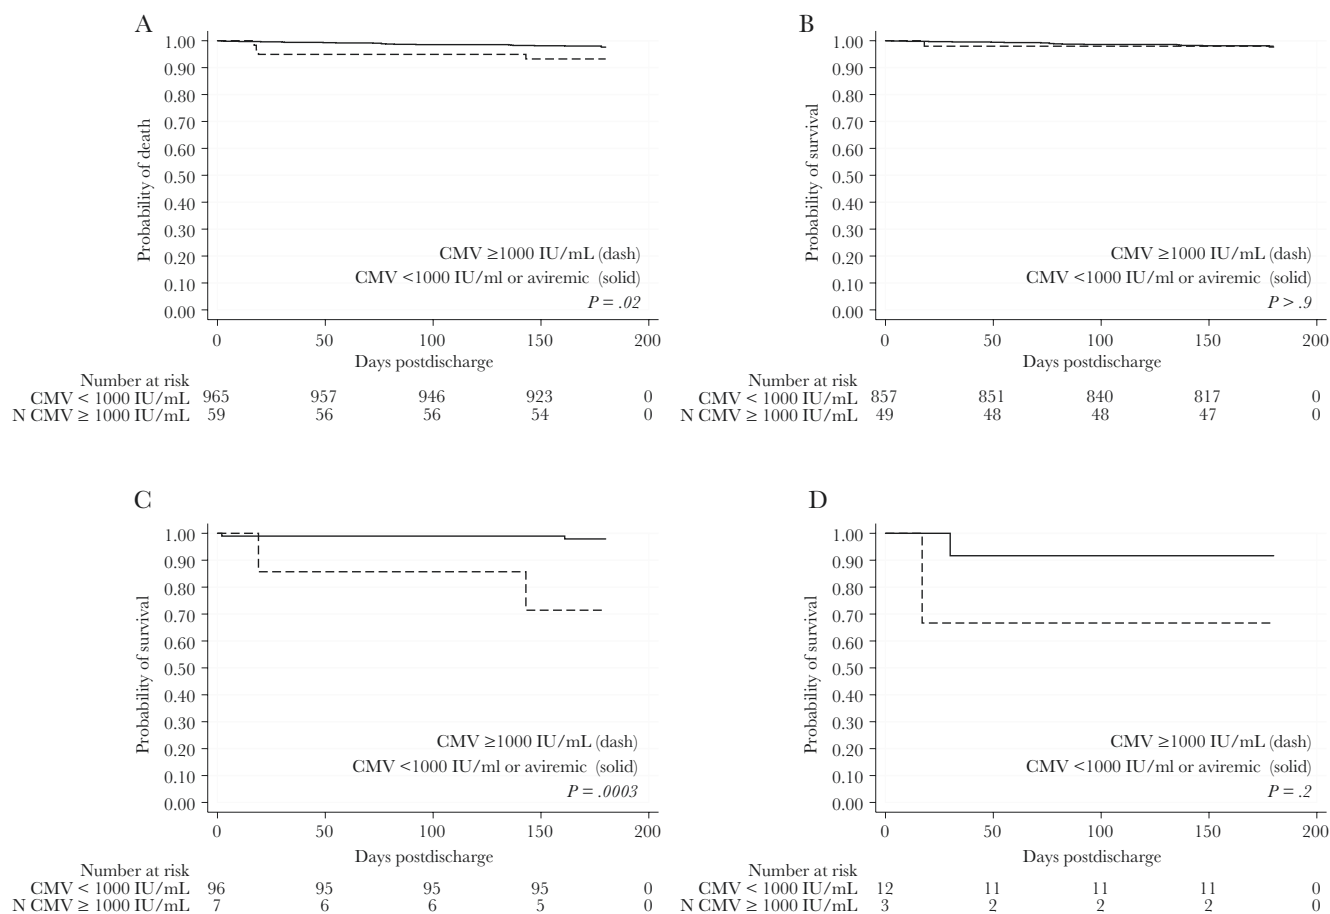 A
1.00
0.90
0.80
0.70
0.60
0.50
0.40
0.30
0.20
0.10
0.00
Probability of death
CMV ≥1000 IU/mL (dash)
CMV <1000 IU/ml or aviremic (solid)
P = .02
0 50 100 150 200
Days postdischarge
Number at risk
CMV < 1000 IU/mL 965 957 946 923 0
N CMV ≥ 1000 IU/mL 59 56 56 54 0
B
1.00
0.90
0.80
0.70
0.60
0.50
0.40
0.30
0.20
0.10
0.00
Probability of survival
CMV ≥1000 IU/mL (dash)
CMV <1000 IU/ml or aviremic (solid)
P > .9
0 50 100 150 200
Days postdischarge
Number at risk
CMV < 1000 IU/mL 857 851 840 817 0
N CMV ≥ 1000 IU/mL 49 48 48 47 0
C
1.00
0.90
0.80
0.70
0.60
0.50
0.40
0.30
0.20
0.10
0.00
Probability of survival
CMV ≥1000 IU/mL (dash)
CMV <1000 IU/ml or aviremic (solid)
P = .0003
0 50 100 150 200
Days postdischarge
Number at risk
CMV < 1000 IU/mL 96 95 95 95 0
N CMV ≥ 1000 IU/mL 7 6 6 5 0
D
1.00
0.90
0.80
0.70
0.60
0.50
0.40
0.30
0.20
0.10
0.00
Probability of survival
CMV ≥1000 IU/mL (dash)
CMV <1000 IU/ml or aviremic (solid)
P = .2
0 50 100 150 200
Days postdischarge
Number at risk
CMV < 1000 IU/mL 12 11 11 11 0
N CMV ≥ 1000 IU/mL 3 2 2 2 0